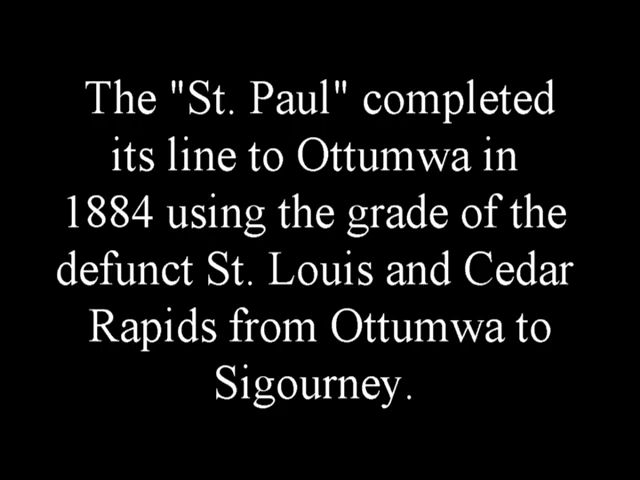 The "St. Paul" completed
its line to Ottumwa in
1884 using the grade of the
defunct St. Louis and Cedar
Rapids from Ottumwa to
Sigourney.